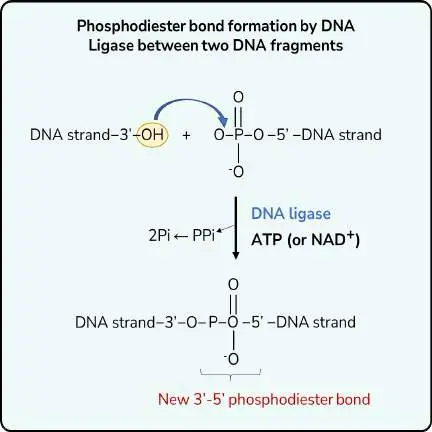 Phosphodiester bond formation by DNA
Ligase between two DNA fragments
O
DNA strand–3’–OH + O–P–O–5’ –DNA strand
-O
DNA ligase
2Pi ← PPi
ATP (or NAD+)
O
DNA strand–3’–O–P–O–5’ –DNA strand
-O
New 3’-5’ phosphodiester bond